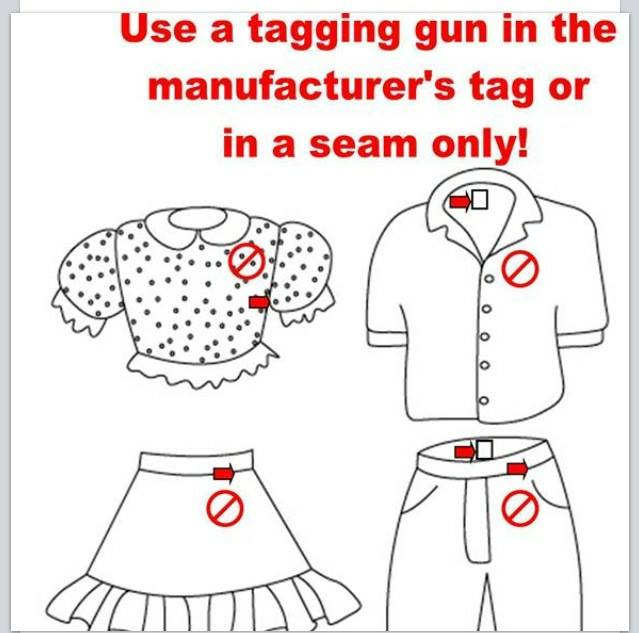 Use a tagging gun in the
manufacturer's tag or
in a seam only!